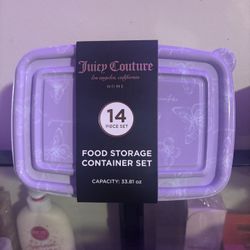 Juicy Couture
los angeles, california
HOME
14
PIECE SET
FOOD STORAGE
CONTAINER SET
CAPACITY: 33.81 oz